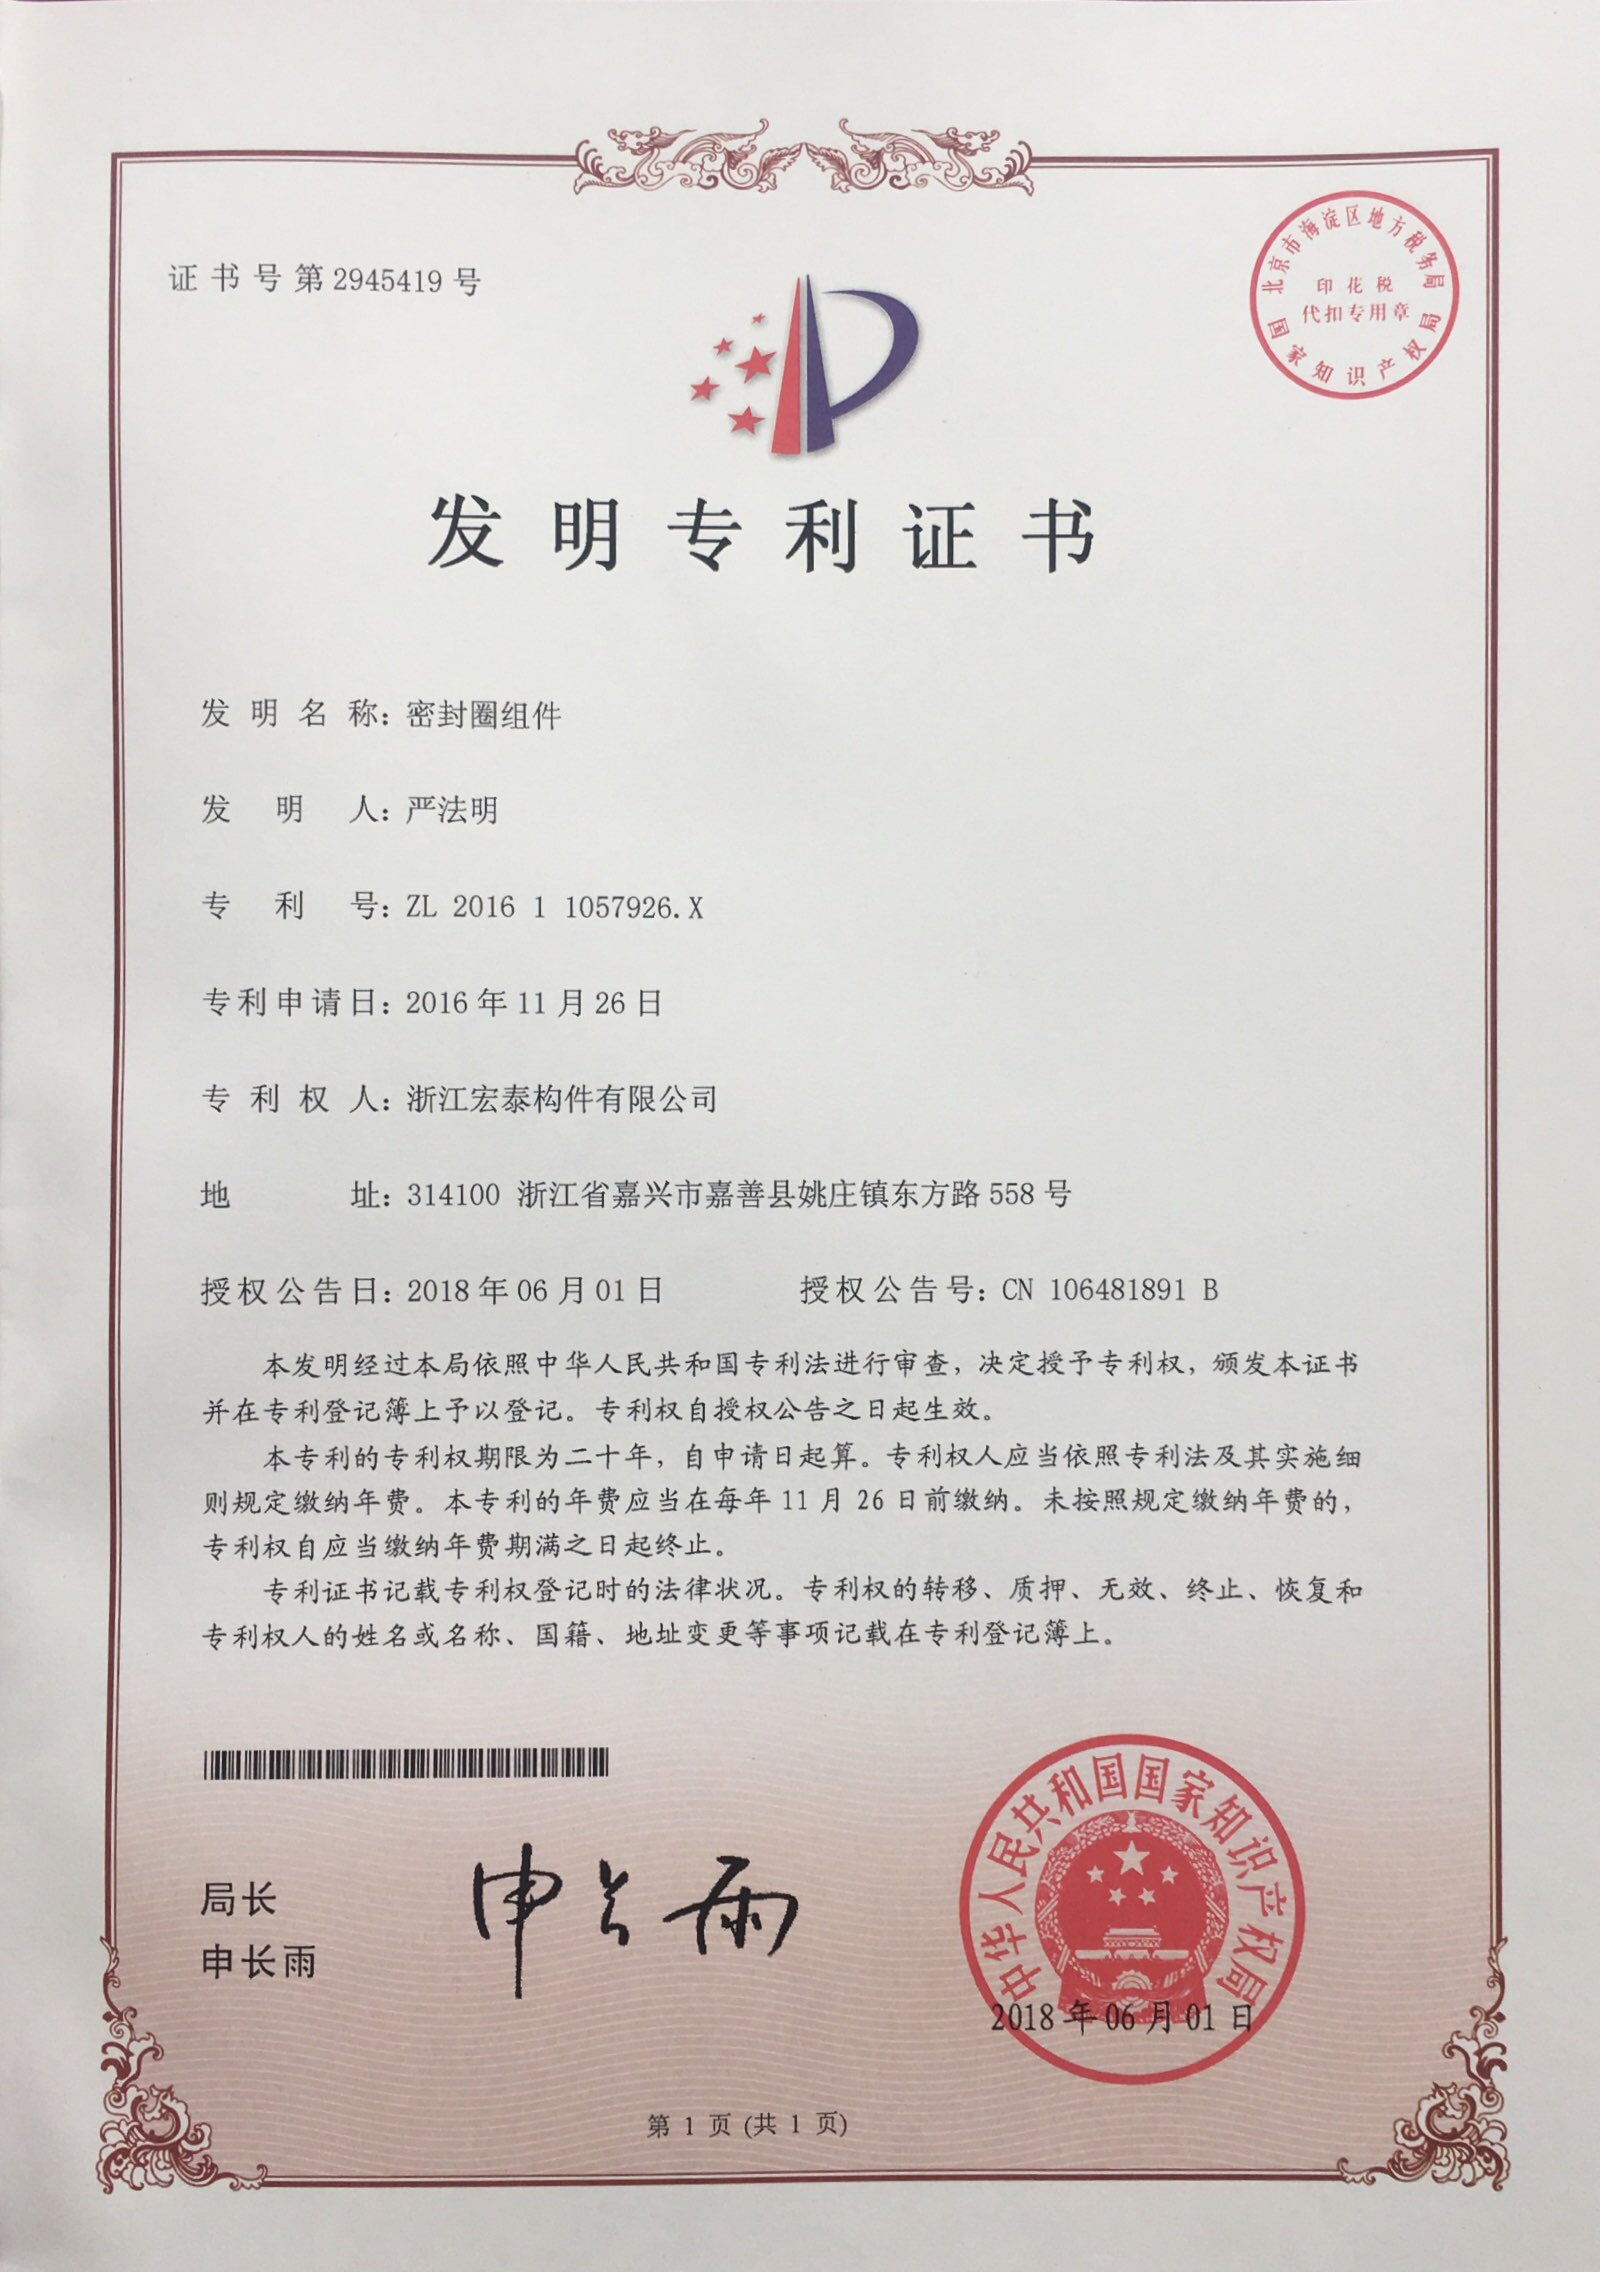 证书号第2945419号
北京市海淀区地方税务局
印花税
代扣专用章
国家知识产权局
发明专利证书
发明名称：密封圈组件
发明人：严法明
专利号：ZL 2016 1 1057926.X
专利申请日：2016年11月26日
专利权人：浙江宏泰构件有限公司
地址：314100 浙江省嘉兴市嘉善县姚庄镇东方路558号
授权公告日：2018年06月01日 授权公告号：CN 106481891 B
本发明经过本局依照中华人民共和国专利法进行审查，决定授予专利权，颁发本证书
并在专利登记簿上予以登记。专利权自授权公告之日起生效。
本专利的专利权期限为二十年，自申请日起算。专利权人应当依照专利法及其实施细
则规定缴纳年费。本专利的年费应当在每年11月26日前缴纳。未按照规定缴纳年费的，
专利权自应当缴纳年费期满之日起终止。
专利证书记载专利权登记时的法律状况。专利权的转移、质押、无效、终止、恢复和
专利权人的姓名或名称、国籍、地址变更等事项记载在专利登记簿上。
局长
申长雨
申长雨
中华人民共和国国家知识产权局
2018年06月01日
第 1 页 (共 1 页)